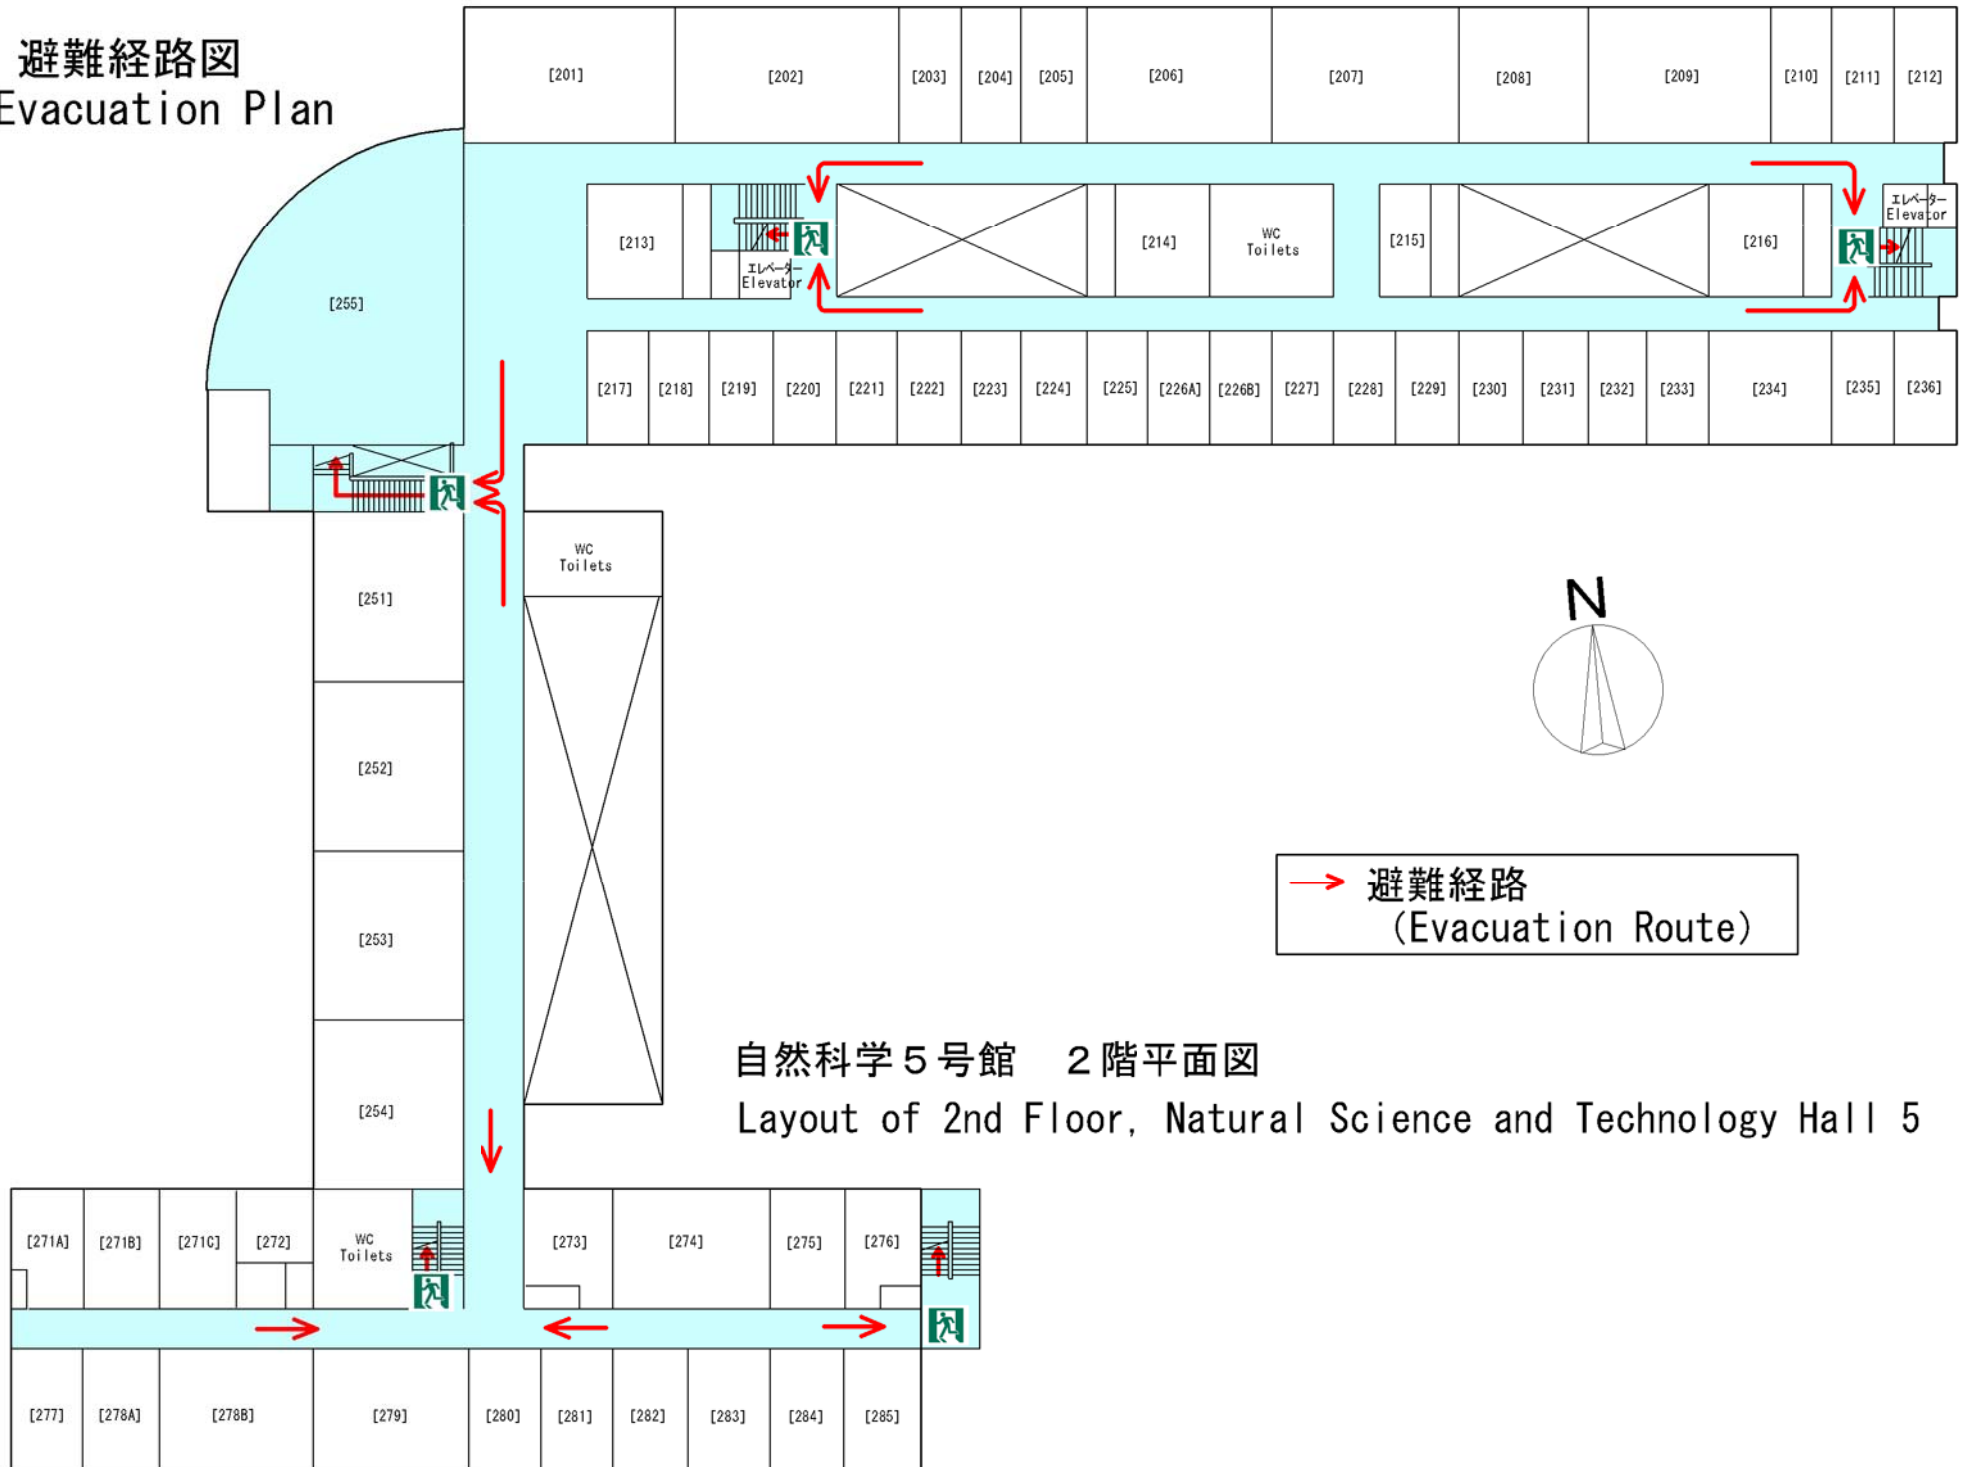 避難経路図
Evacuation Plan
[201]
[202]
[203]
[204]
[205]
[206]
[207]
[208]
[209]
[210]
[211]
[212]
[213]
エレベーター
Elevator
[214]
WC
Toilets
[215]
[216]
エレベーター
Elevator
[255]
[217]
[218]
[219]
[220]
[221]
[222]
[223]
[224]
[225]
[226A]
[226B]
[227]
[228]
[229]
[230]
[231]
[232]
[233]
[234]
[235]
[236]
WC
Toilets
[251]
N
[252]
避難経路
(Evacuation Route)
[253]
自然科学５号館　２階平面図
Layout of 2nd Floor, Natural Science and Technology Hall 5
[254]
[271A]
[271B]
[271C]
[272]
WC
Toilets
[273]
[274]
[275]
[276]
[277]
[278A]
[278B]
[279]
[280]
[281]
[282]
[283]
[284]
[285]